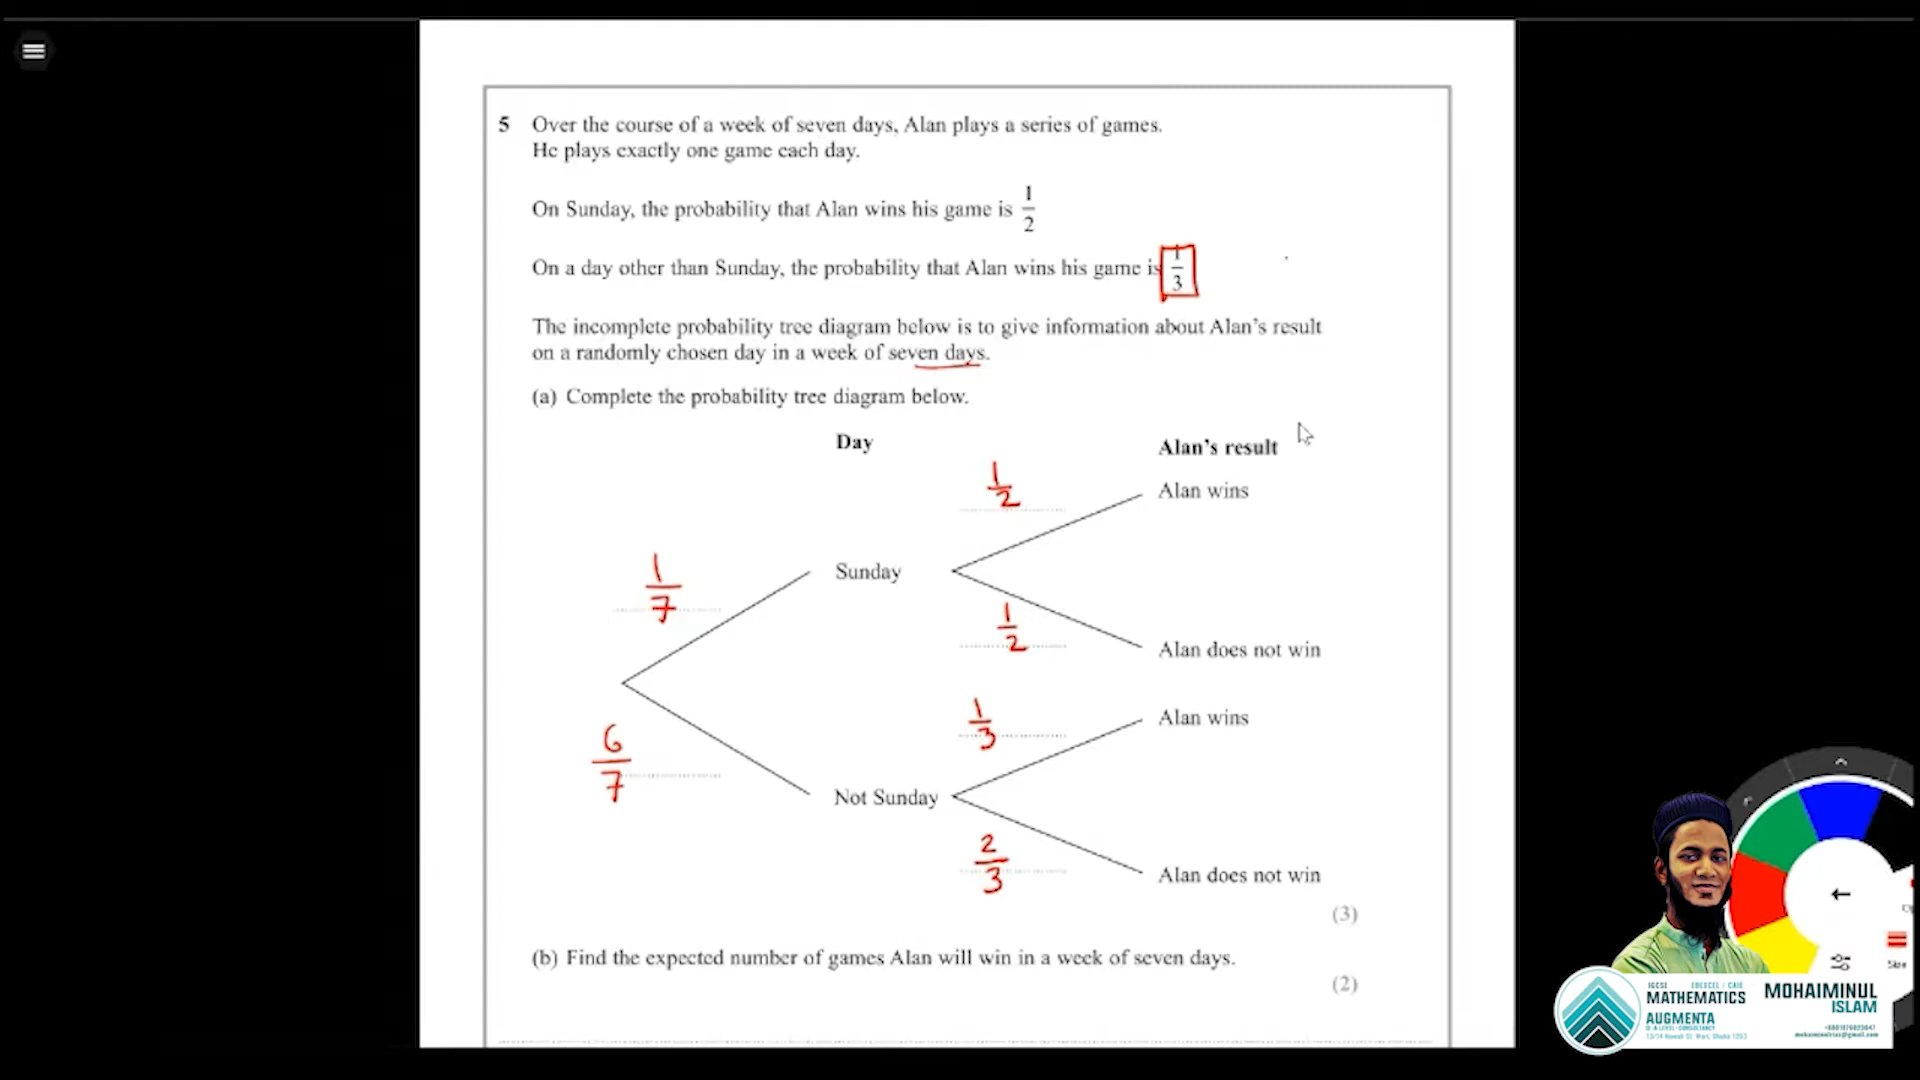 5 Over the course of a week of seven days, Alan plays a series of games.
He plays exactly one game each day.
On Sunday, the probability that Alan wins his game is 1/2
On a day other than Sunday, the probability that Alan wins his game is 1/3
The incomplete probability tree diagram below is to give information about Alan's result
on a randomly chosen day in a week of seven days.
(a) Complete the probability tree diagram below.
Day
Alan's result
1/2
Alan wins
1/7
Sunday
1/2
Alan does not win
1/3
Alan wins
6/7
Not Sunday
2/3
Alan does not win
(3)
(b) Find the expected number of games Alan will win in a week of seven days.
(2)
IGCSE EDEXCEL / CAIE
MATHEMATICS
AUGMENTA
MOHAIMINUL
ISLAM
Size